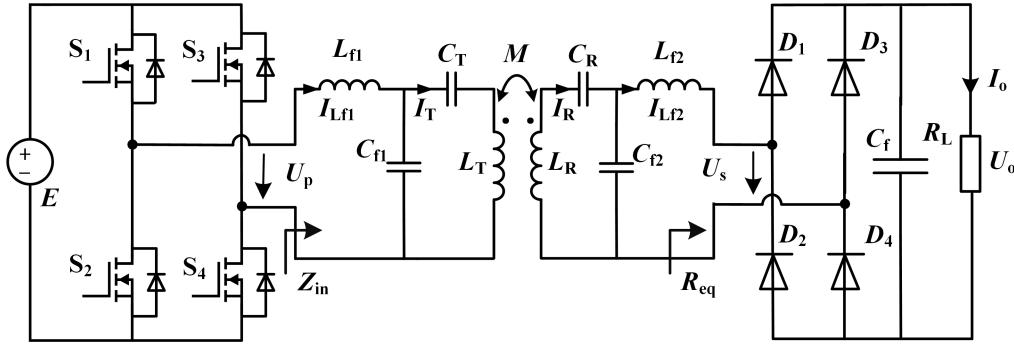 S1
S3
Lf1
CT
M
CR
Lf2
D1
D3
ILf1
IT
IR
ILf2
Io
Cf1
Cf2
Cf
RL
+
−
E
Up
LT
LR
Us
Uo
S2
S4
Zin
Req
D2
D4